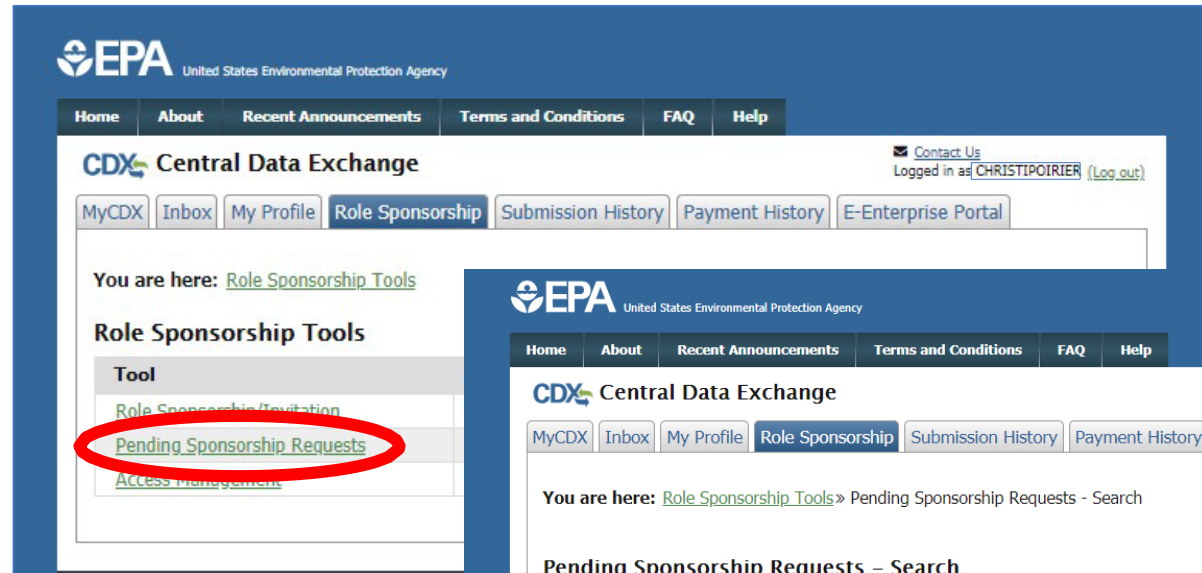 EPA United States Environmental Protection Agency
Home About Recent Announcements Terms and Conditions FAQ Help
CDX Central Data Exchange
Contact Us
Logged in as CHRISTIPOIRIER (Log out)
MyCDX Inbox My Profile Role Sponsorship Submission History Payment History E-Enterprise Portal
You are here: Role Sponsorship Tools
Role Sponsorship Tools
Tool
Role Sponsorship/Invitation
Pending Sponsorship Requests
Access Management
EPA United States Environmental Protection Agency
Home About Recent Announcements Terms and Conditions FAQ Help
CDX Central Data Exchange
MyCDX Inbox My Profile Role Sponsorship Submission History Payment History
You are here: Role Sponsorship Tools» Pending Sponsorship Requests - Search
Pending Sponsorship Requests – Search